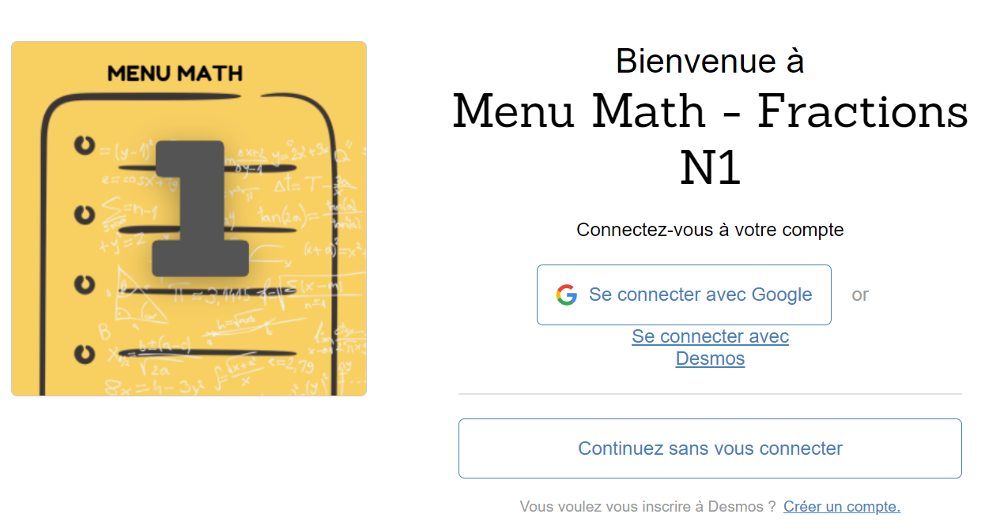 MENU MATH
1
Bienvenue à
Menu Math - Fractions
N1
Connectez-vous à votre compte
Se connecter avec Google
or
Se connecter avec
Desmos
Continuez sans vous connecter
Vous voulez vous inscrire à Desmos ? Créer un compte.